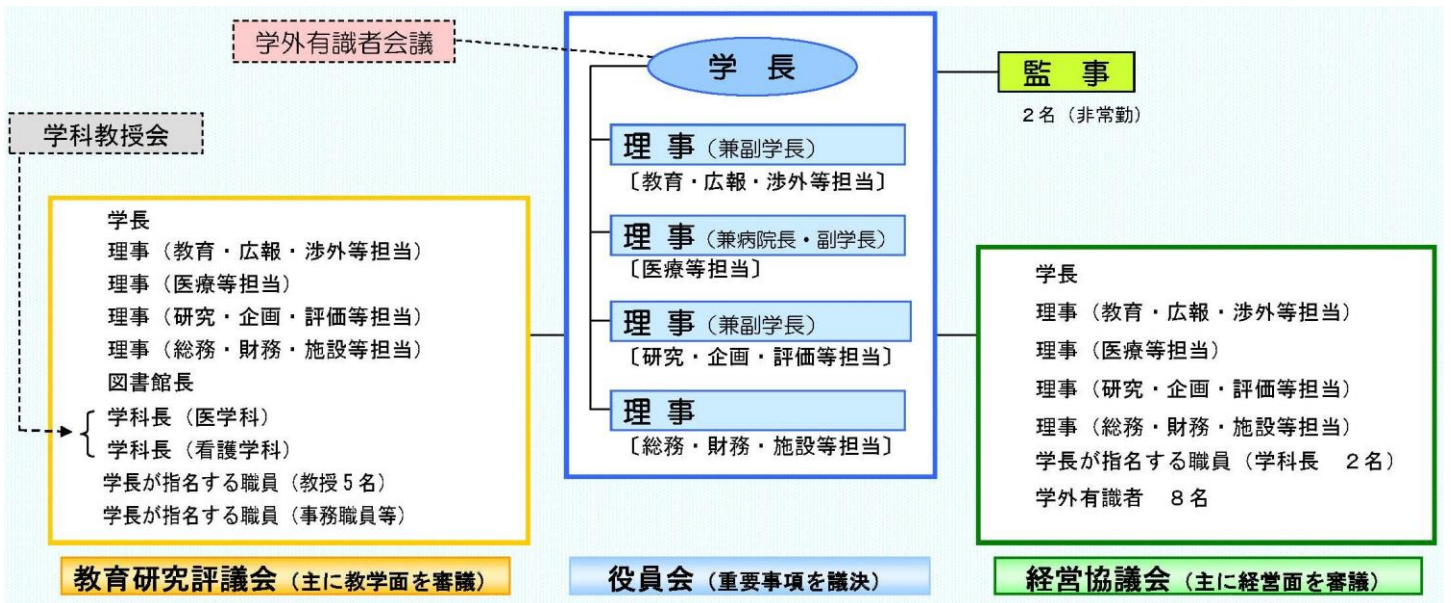 学外有識者会議
学科教授会
学長
理事（教育・広報・渉外等担当）
理事（医療等担当）
理事（研究・企画・評価等担当）
理事（総務・財務・施設等担当）
図書館長
学科長（医学科）
学科長（看護学科）
学長が指名する職員（教授５名）
学長が指名する職員（事務職員等）
教育研究評議会（主に教学面を審議）
学　長
理　事（兼副学長）
〔教育・広報・渉外等担当〕
理　事（兼病院長・副学長）
〔医療等担当〕
理　事（兼副学長）
〔研究・企画・評価等担当〕
理　事
〔総務・財務・施設等担当〕
役員会（重要事項を議決）
監　事
２名（非常勤）
学長
理事（教育・広報・渉外等担当）
理事（医療等担当）
理事（研究・企画・評価等担当）
理事（総務・財務・施設等担当）
学長が指名する職員（学科長　２名）
学外有識者　８名
経営協議会（主に経営面を審議）